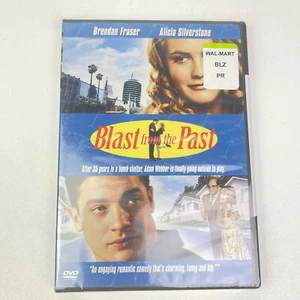 Brendan Fraser Alicia Silverstone
WAL-MART
BLZ
PR
Blast from the Past
After 35 years in a bomb shelter, Adam Webber is finally going outside to play.
DVD
"An engaging romantic comedy that's charming, funny and hip."